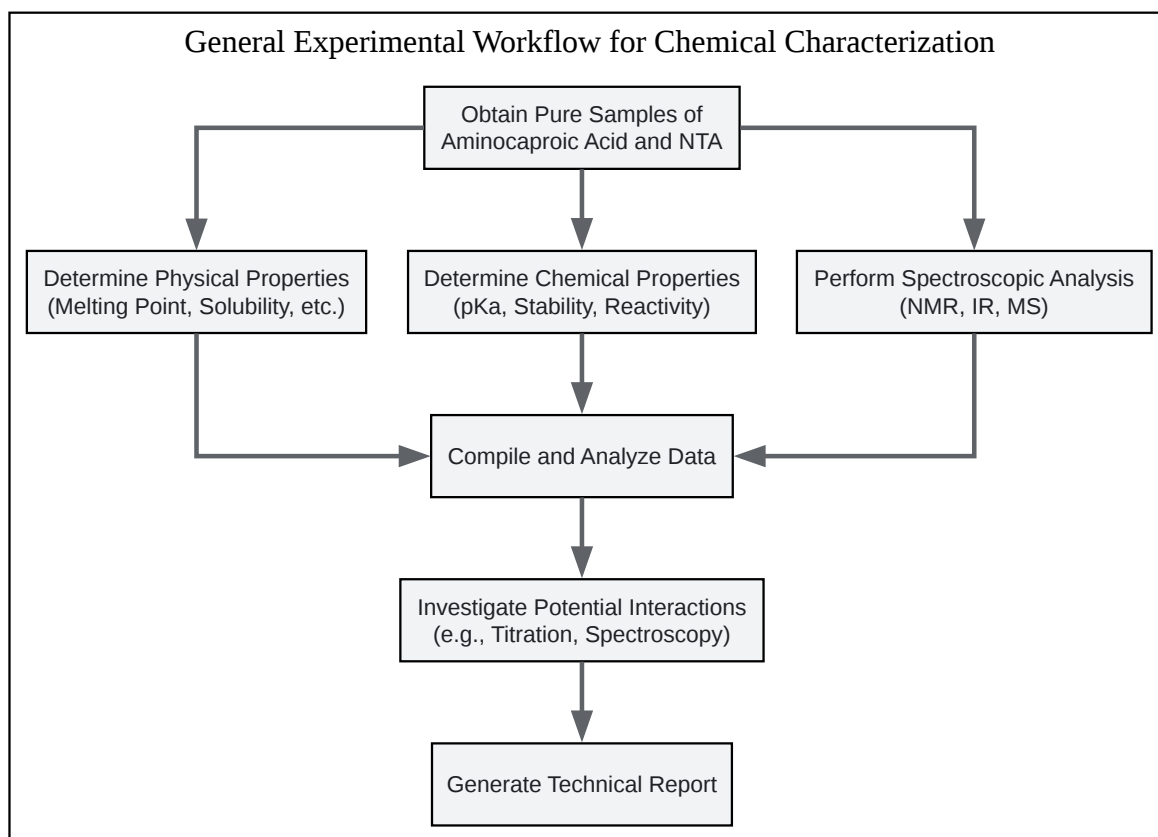 General Experimental Workflow for Chemical Characterization
Obtain Pure Samples of
Aminocaproic Acid and NTA
Determine Physical Properties
(Melting Point, Solubility, etc.)
Determine Chemical Properties
(pKa, Stability, Reactivity)
Perform Spectroscopic Analysis
(NMR, IR, MS)
Compile and Analyze Data
Investigate Potential Interactions
(e.g., Titration, Spectroscopy)
Generate Technical Report